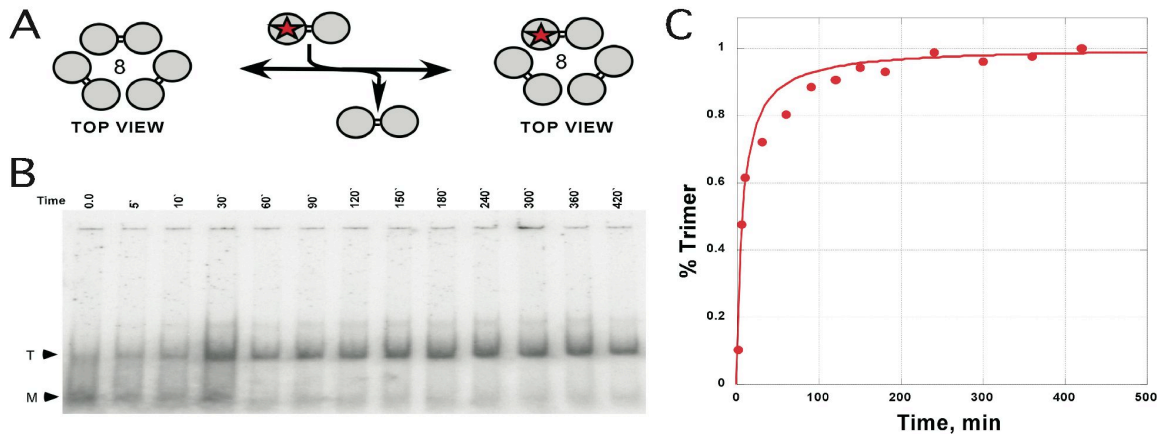 A
8
TOP VIEW
8
TOP VIEW
B
Time 0.0 5` 10` 30` 60` 90` 120` 150` 180` 240` 300` 360` 420`
T
M
C
% Trimer
1
0.8
0.6
0.4
0.2
0
0 100 200 300 400 500
Time, min